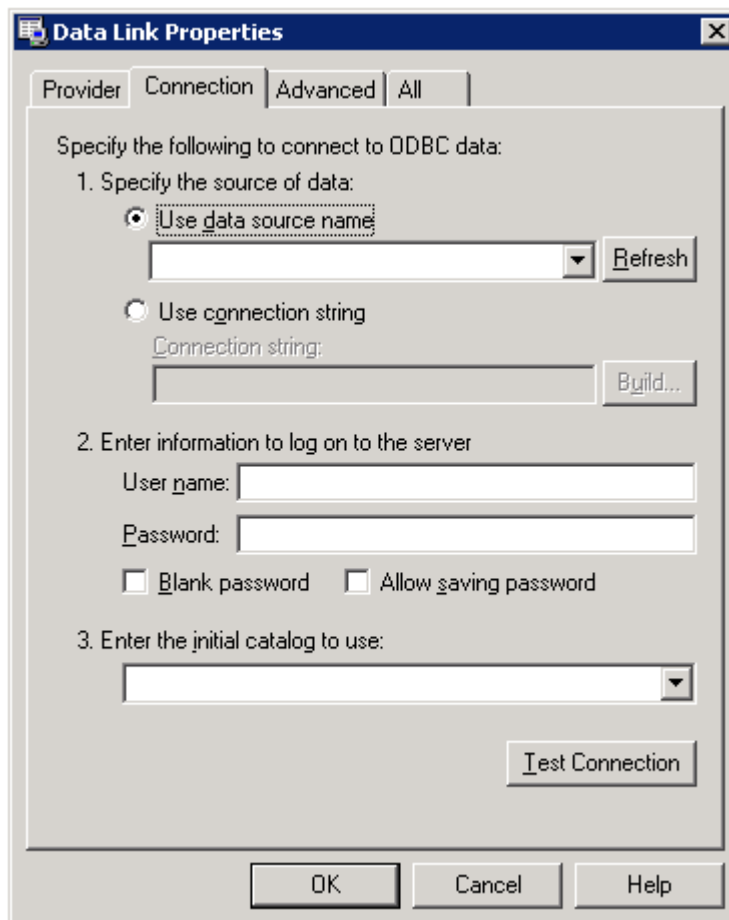 Data Link Properties
Provider Connection Advanced All
Specify the following to connect to ODBC data:
1. Specify the source of data:
Use data source name
Refresh
Use connection string
Connection string:
Build...
2. Enter information to log on to the server
User name:
Password:
Blank password Allow saving password
3. Enter the initial catalog to use:
Test Connection
OK Cancel Help